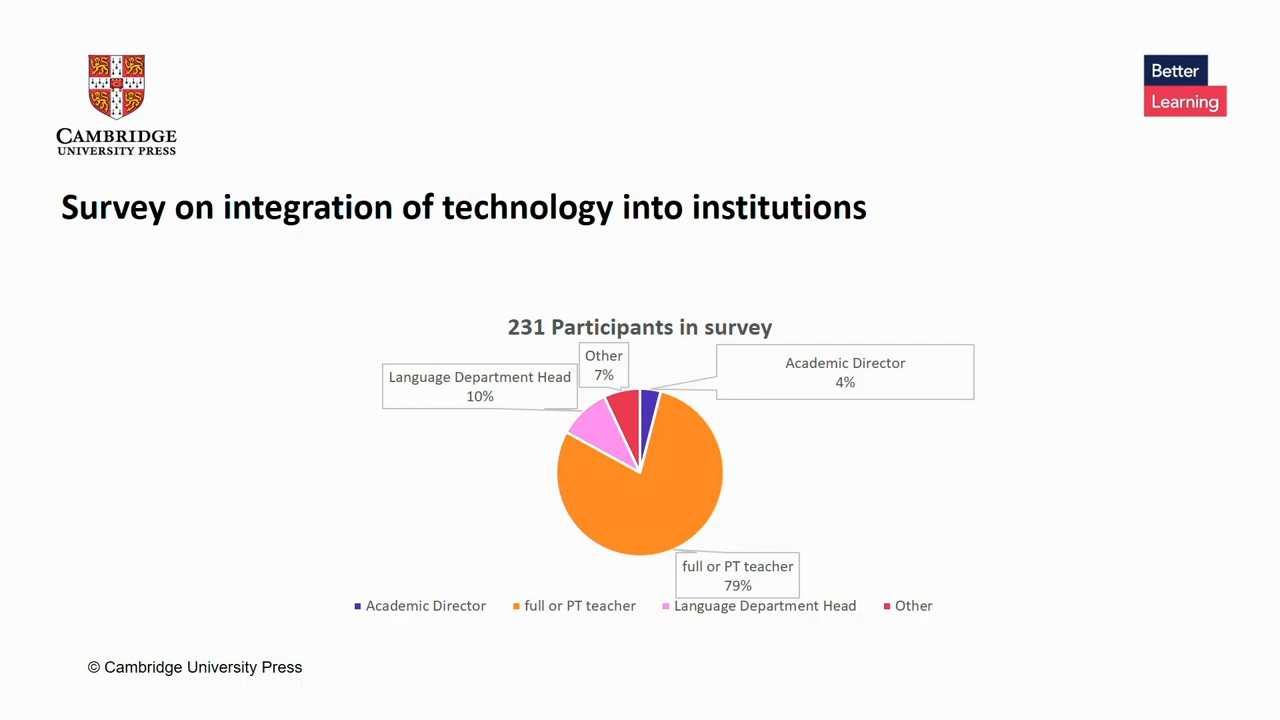 CAMBRIDGE
UNIVERSITY PRESS
Better
Learning
Survey on integration of technology into institutions
231 Participants in survey
Other
7%
Academic Director
4%
Language Department Head
10%
full or PT teacher
79%
Academic Director
full or PT teacher
Language Department Head
Other
© Cambridge University Press